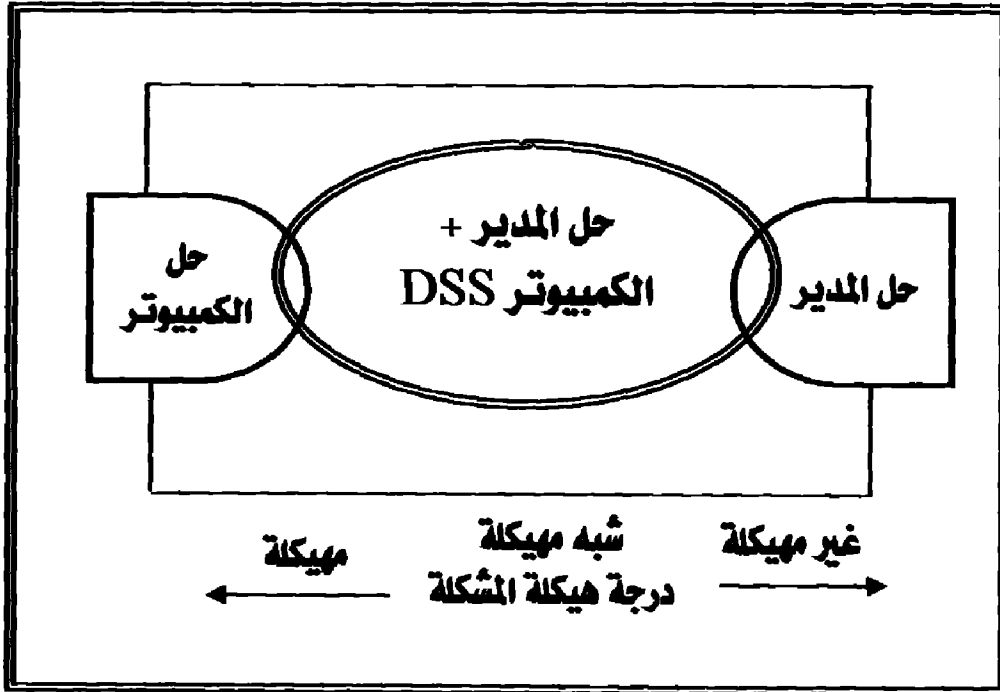 حل المدير
حل المدير +
الكمبيوتر DSS
حل
الكمبيوتر
غير مهيكلة
شبه مهيكلة
مهيكلة
درجة هيكلة المشكلة